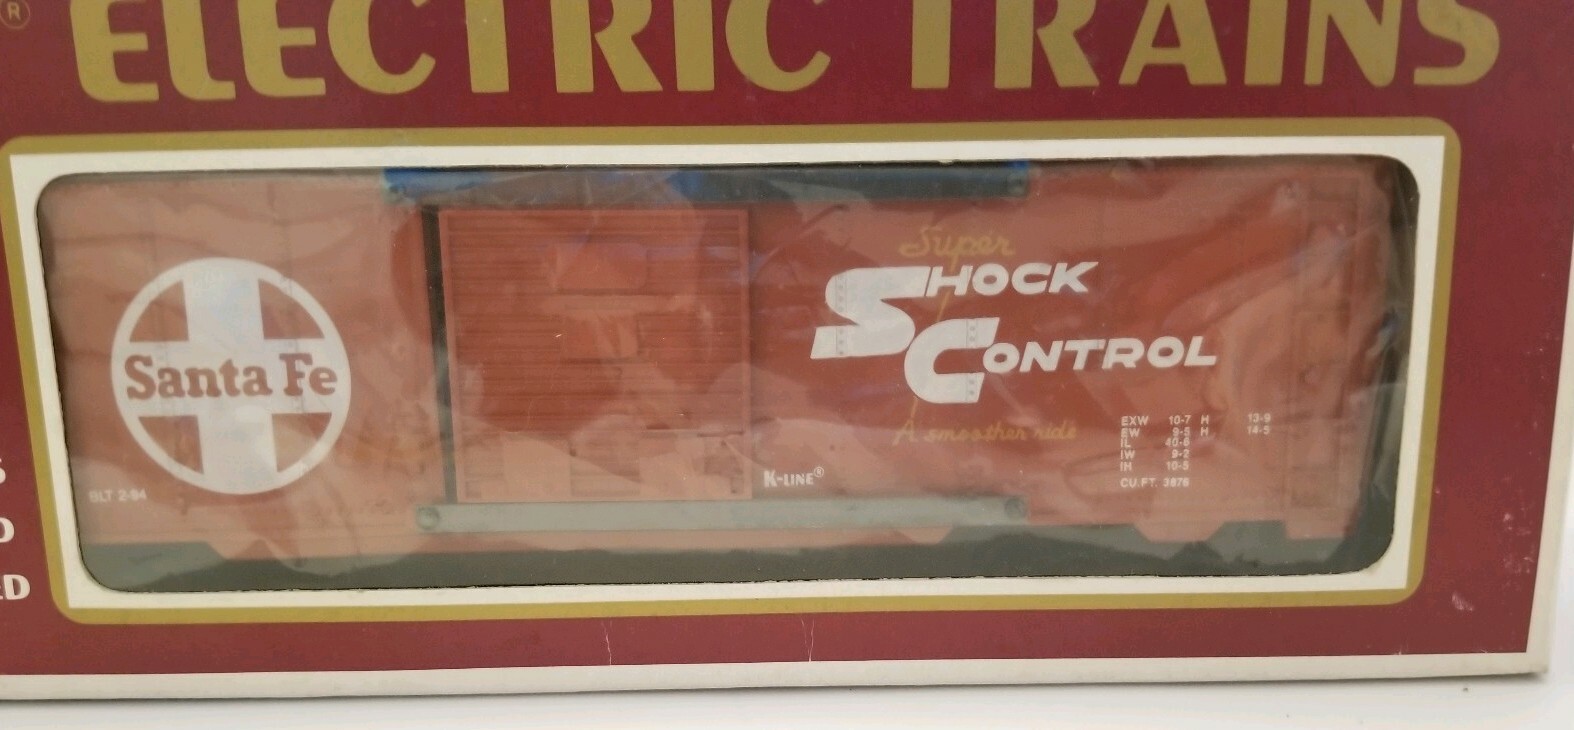 ®
ELECTRIC TRAINS
Santa Fe
BLT 2-94
Super
SHOCK
CONTROL
A smoother ride
K-LINE®
EXW 10-7 H 13-9
EW 9-5 H 14-5
IL 40-6
IW 9-2
IH 10-5
CU.FT. 3876